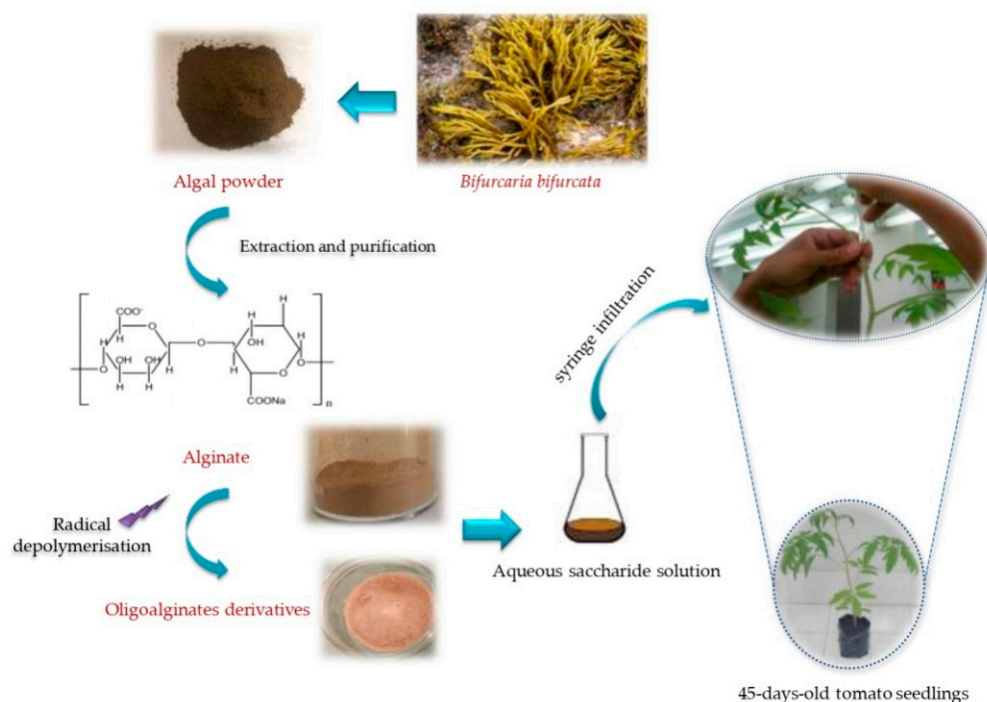 Algal powder
Bifurcaria bifurcata
Extraction and purification
COO-
H
O
H
H
OH
OH
H
O
H
H
H
O
H
OH
H
H
O
H
COONa
H
O
n
Alginate
Radical
depolymerisation
Oligoalginates derivatives
Aqueous saccharide solution
syringe infiltration
45-days-old tomato seedlings